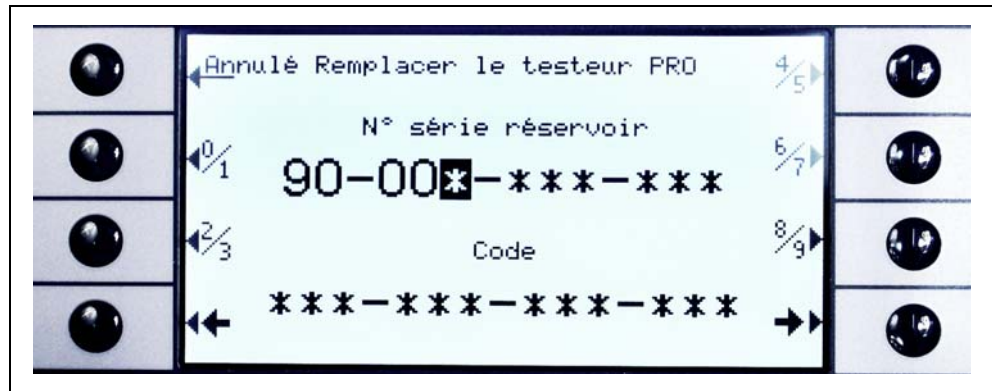 Annulé Remplacer le testeur PRO 4/5
N° série réservoir
0/1 90-00*-***-*** 6/7
2/3 Code 8/9
***-***-***-***